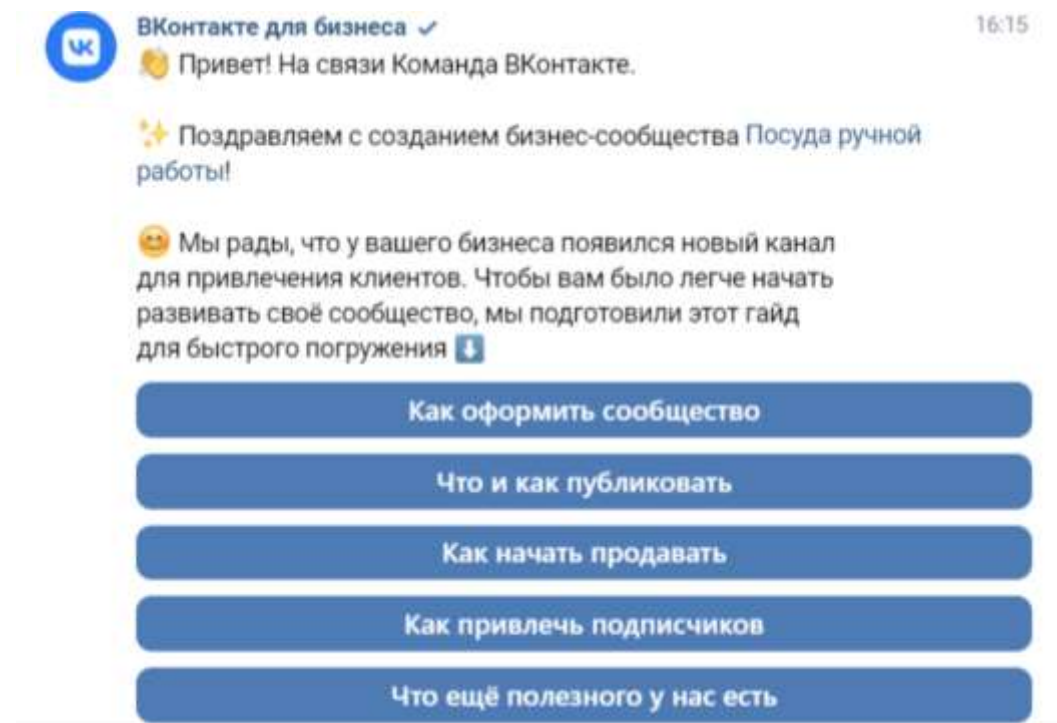 ВКонтакте для бизнеса
16:15
👏 Привет! На связи Команда ВКонтакте.
✨ Поздравляем с созданием бизнес-сообщества Посуда ручной
работы!
😊 Мы рады, что у вашего бизнеса появился новый канал
для привлечения клиентов. Чтобы вам было легче начать
развивать своё сообщество, мы подготовили этот гайд
для быстрого погружения ⬇️
Как оформить сообщество
Что и как публиковать
Как начать продавать
Как привлечь подписчиков
Что ещё полезного у нас есть